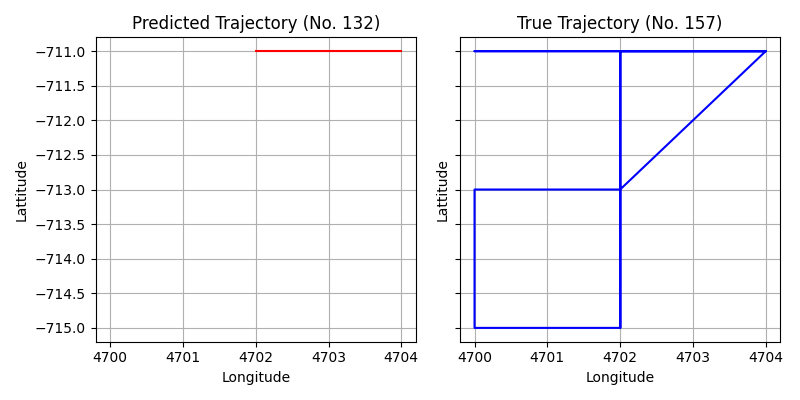 Predicted Trajectory (No. 132)
True Trajectory (No. 157)
−711.0
−711.5
−712.0
−712.5
−713.0
−713.5
−714.0
−714.5
−715.0
Lattitude
Lattitude
4700 4701 4702 4703 4704
4700 4701 4702 4703 4704
Longitude
Longitude